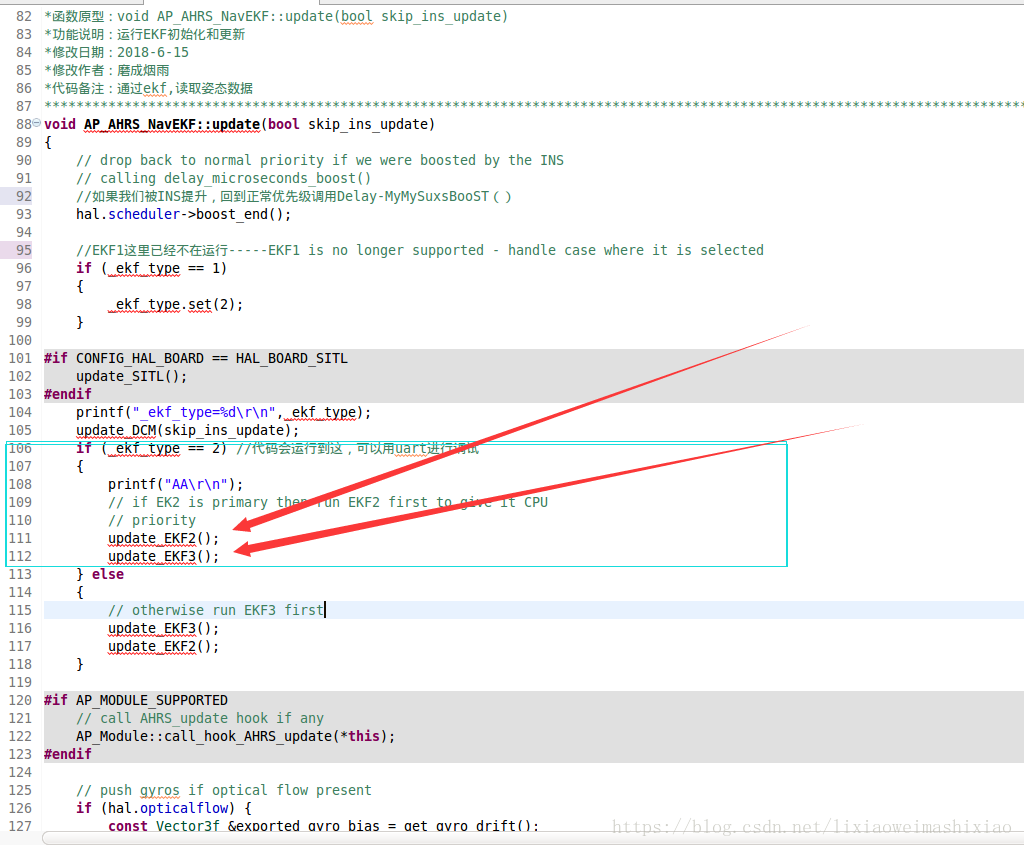 82 *函数原型：void AP_AHRS_NavEKF::update(bool skip_ins_update)
83 *功能说明：运行EKF初始化和更新
84 *修改日期：2018-6-15
85 *修改作者：磨成烟雨
86 *代码备注：通过ekf,读取姿态数据
87 ****************************************************************************************************************************
88 void AP_AHRS_NavEKF::update(bool skip_ins_update)
89 {
90 // drop back to normal priority if we were boosted by the INS
91 // calling delay_microseconds_boost()
92 //如果我们被INS提升，回到正常优先级调用Delay-MyMySuxsBooST（）
93 hal.scheduler->boost_end();
94
95 //EKF1这里已经不在运行-----EKF1 is no longer supported - handle case where it is selected
96 if (_ekf_type == 1)
97 {
98 _ekf_type.set(2);
99 }
100
101 #if CONFIG_HAL_BOARD == HAL_BOARD_SITL
102 update_SITL();
103 #endif
104 printf("_ekf_type=%d\r\n",_ekf_type);
105 update_DCM(skip_ins_update);
106 if (_ekf_type == 2) //代码会运行到这，可以用uart进行调试
107 {
108 printf("AA\r\n");
109 // if EK2 is primary then run EKF2 first to give it CPU
110 // priority
111 update_EKF2();
112 update_EKF3();
113 } else
114 {
115 // otherwise run EKF3 first
116 update_EKF3();
117 update_EKF2();
118 }
119
120 #if AP_MODULE_SUPPORTED
121 // call AHRS_update hook if any
122 AP_Module::call_hook_AHRS_update(*this);
123 #endif
124
125 // push gyros if optical flow present
126 if (hal.opticalflow) {
127 const Vector3f &exported_gyro_bias = get_gyro_drift();
https://blog.csdn.net/lixiaoweimashixiao